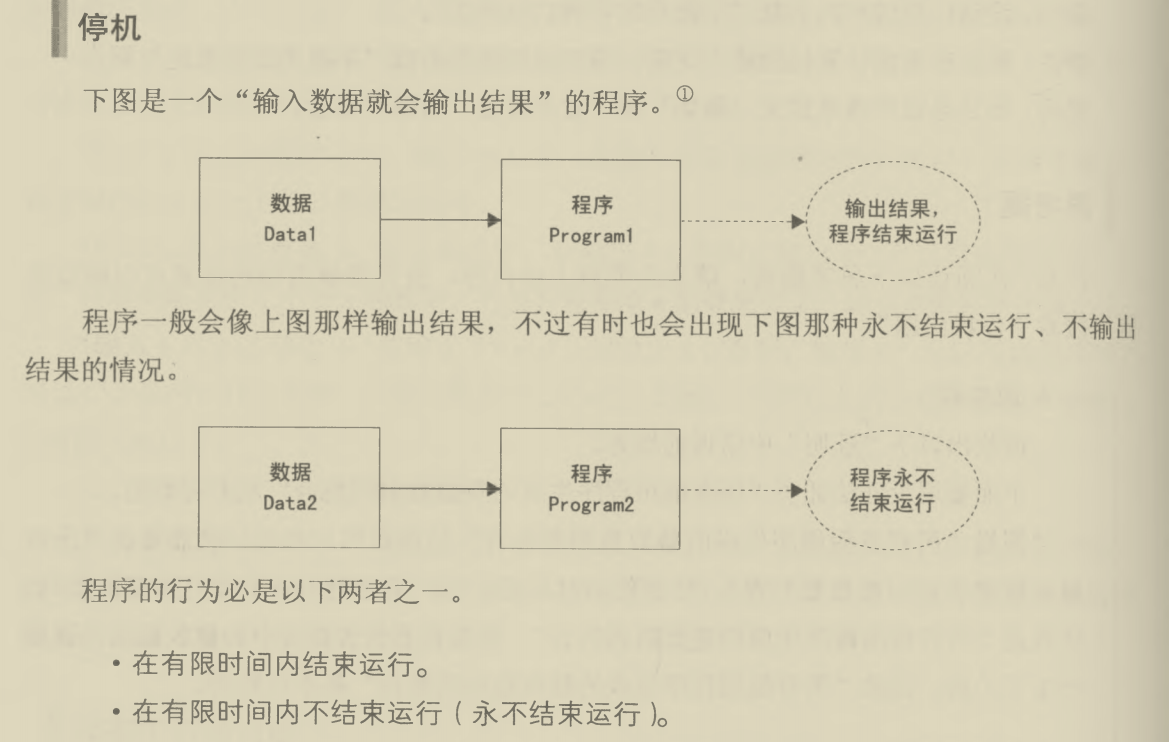 停机
下图是一个“输入数据就会输出结果”的程序。①
数据
Data1
程序
Program1
输出结果，
程序结束运行
程序一般会像上图那样输出结果，不过有时也会出现下图那种永不结束运行、不输出
结果的情况。
数据
Data2
程序
Program2
程序永不
结束运行
程序的行为必是以下两者之一。
·在有限时间内结束运行。
·在有限时间内不结束运行（永不结束运行）。